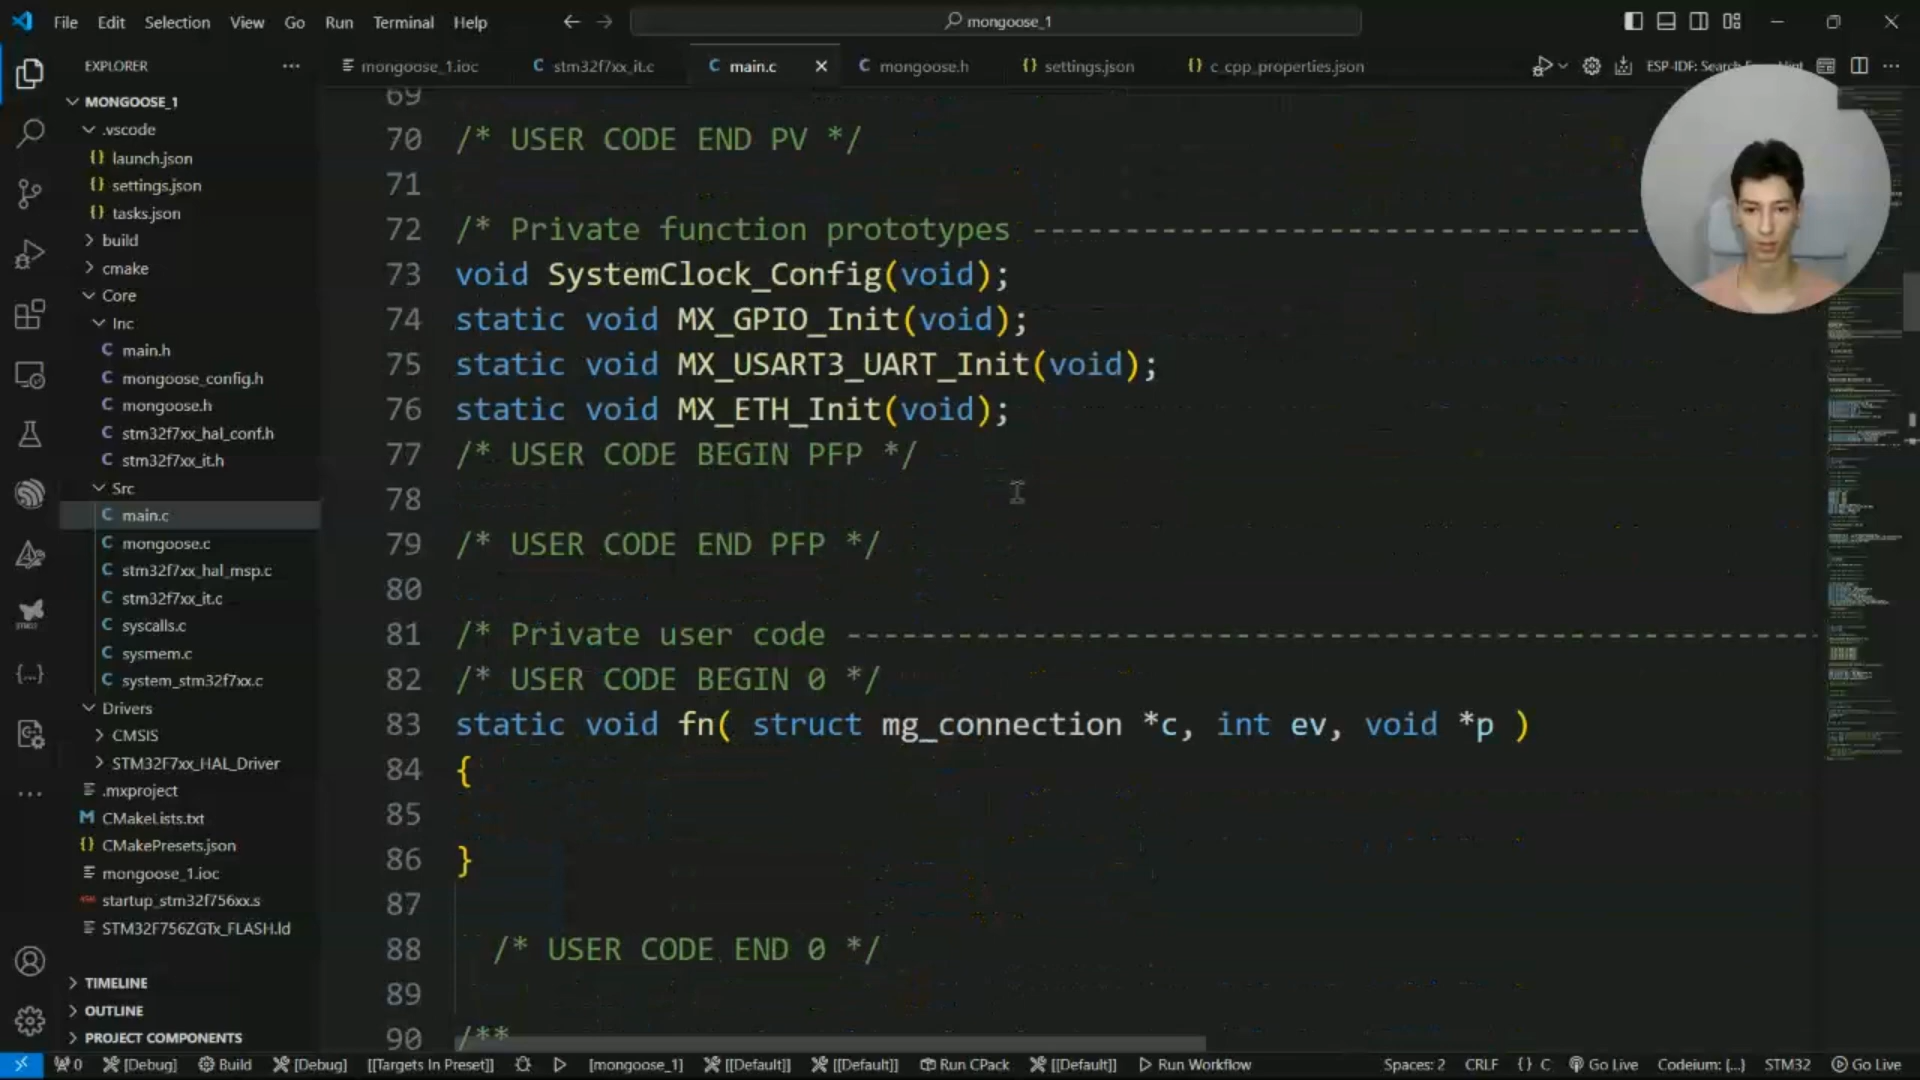 File Edit Selection View Go Run Terminal Help
mongoose_1
EXPLORER
mongoose_1.ioc
stm32f7xx_it.c
main.c
mongoose.h
settings.json
c_cpp_properties.json
ESP-IDF: Search
MONGOOSE_1
.vscode
launch.json
settings.json
tasks.json
build
cmake
Core
Inc
main.h
mongoose_config.h
mongoose.h
stm32f7xx_hal_conf.h
stm32f7xx_it.h
Src
main.c
mongoose.c
stm32f7xx_hal_msp.c
stm32f7xx_it.c
syscalls.c
sysmem.c
system_stm32f7xx.c
Drivers
CMSIS
STM32F7xx_HAL_Driver
.mxproject
CMakeLists.txt
CMakePresets.json
mongoose_1.ioc
startup_stm32f756xx.s
STM32F756ZGTx_FLASH.ld
TIMELINE
OUTLINE
PROJECT COMPONENTS
69
70 /* USER CODE END PV */
71
72 /* Private function prototypes -----------------------------------
73 void SystemClock_Config(void);
74 static void MX_GPIO_Init(void);
75 static void MX_USART3_UART_Init(void);
76 static void MX_ETH_Init(void);
77 /* USER CODE BEGIN PFP */
78
79 /* USER CODE END PFP */
80
81 /* Private user code -----------------------------------------------------
82 /* USER CODE BEGIN 0 */
83 static void fn( struct mg_connection *c, int ev, void *p )
84 {
85
86 }
87
88 /* USER CODE END 0 */
89
90 /**
0 [Debug] Build [Debug] [[Targets In Preset]] [mongoose_1] [[Default]] [[Default]] Run CPack [[Default]] Run Workflow Spaces: 2 CRLF {} C Go Live Codeium: {...} STM32 Go Live